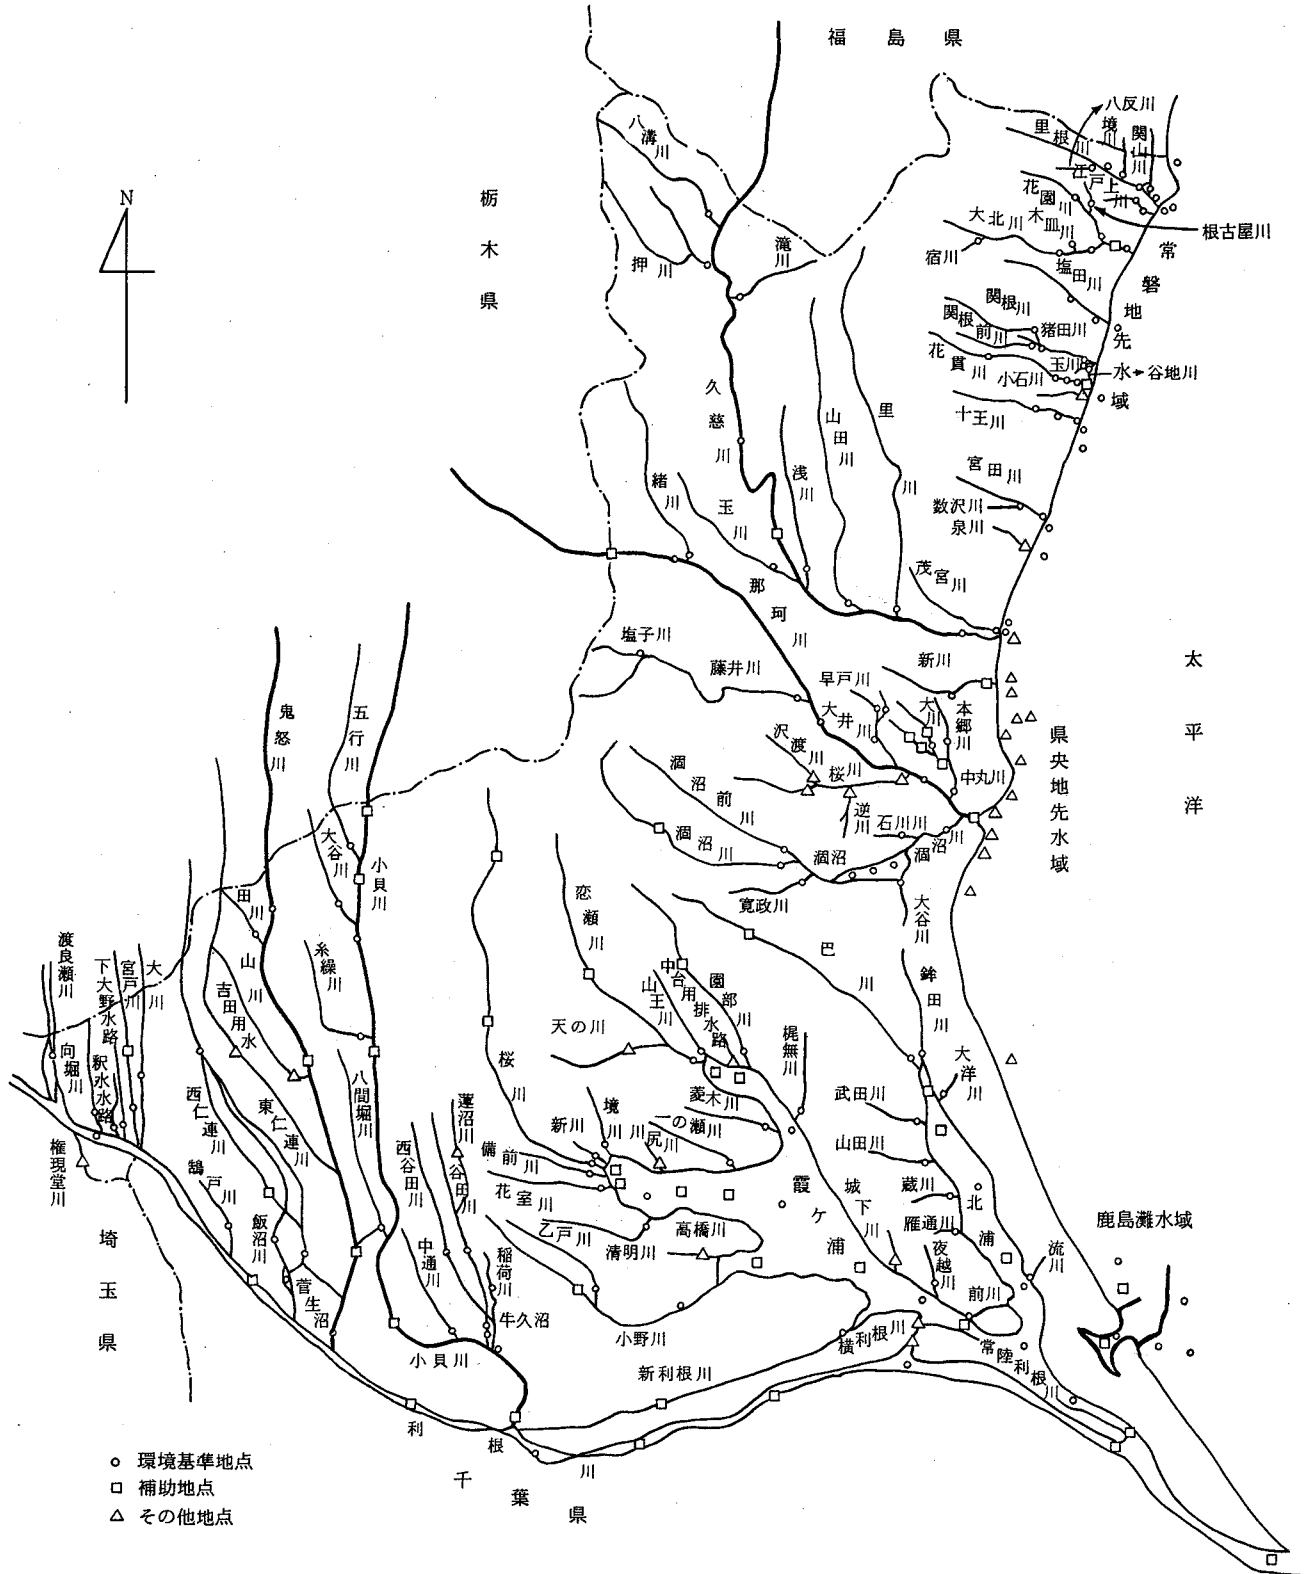 福島県
栃木県
埼玉県
千葉県
太平洋
N
八溝川
押川
滝川
久慈川
緒川
玉川
浅川
山田川
里川
茂宮川
里根川
八反川
境川
関山川
江戸上川
根古屋川
花園川
木皿川
大北川
宿川
塩田川
関根川
関根前川
猪田川
花貫川
玉川
小石川
谷地川
十王川
宮田川
数沢川
泉川
常磐地先水域
那珂川
塩子川
藤井川
早戸川
大井川
新川
大川
本郷川
中丸川
沢渡川
桜川
逆川
石川川
涸沼前川
涸沼川
涸沼
涸沼川
寛政川
大谷川
県央地先水域
鬼怒川
五行川
大谷川
小貝川
田川
山川
糸繰川
吉田用水
八間堀川
西仁連川
東仁連川
鵠戸川
飯沼川
菅生沼
渡良瀬川
向堀川
釈水水路
下大野水路
宮戸川
大川
権現堂川
恋瀬川
天の川
山王川
中台用排水路
園部川
梶無川
菱木川
一の瀬川
桜川
新川
境川
川尻川
備前川
花室川
乙戸川
清明川
高橋川
小野川
西谷田川
蓮沼川
谷田川
中通川
稲荷川
牛久沼
小貝川
新利根川
横利根川
常陸利根川
利根川
霞ケ浦
城下川
夜越川
前川
北浦
流川
雁通川
蔵川
山田川
武田川
大洋川
鉾田川
巴川
鹿島灘水域
○ 環境基準地点
□ 補助地点
△ その他地点